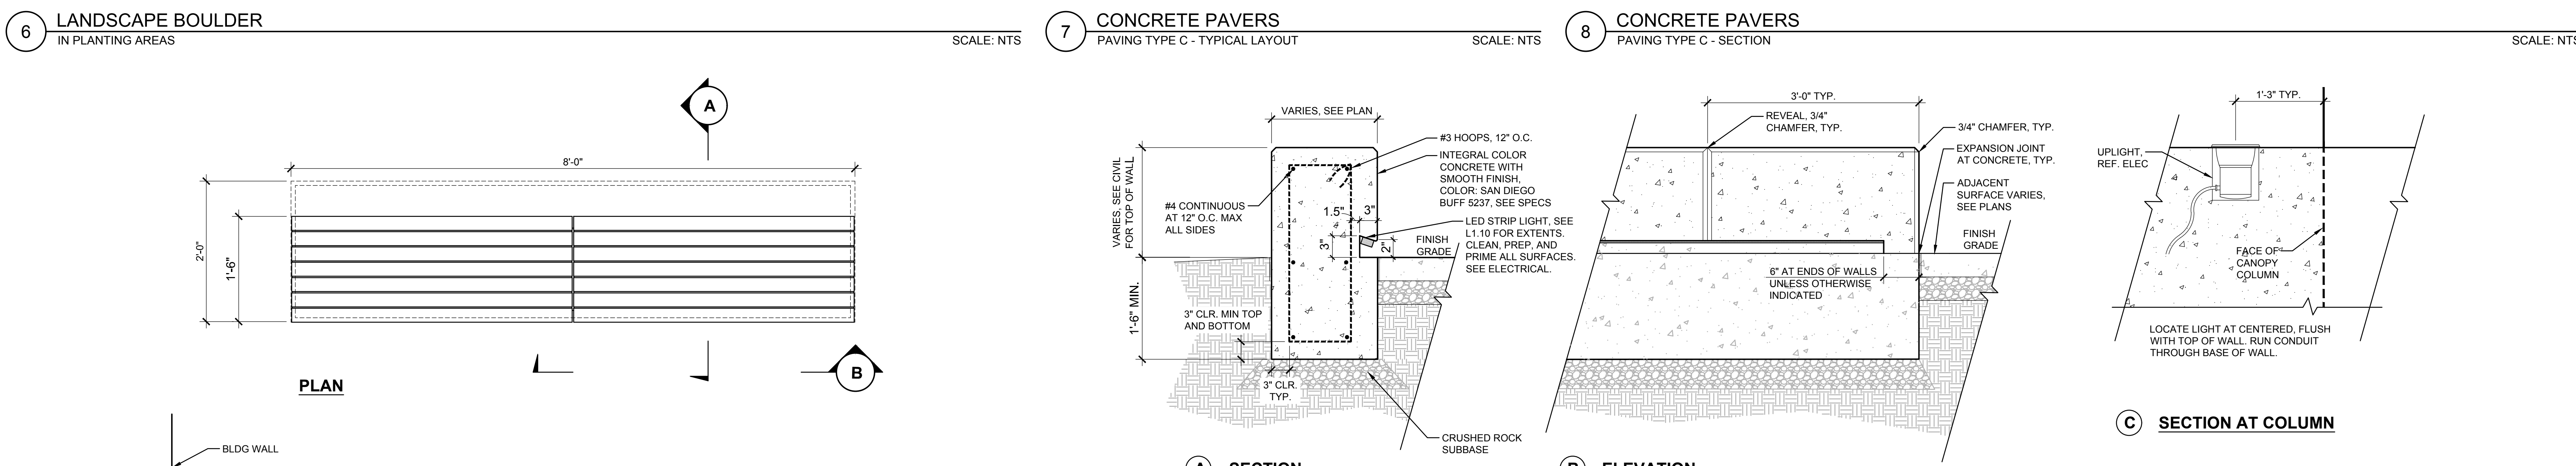 6
LANDSCAPE BOULDER
IN PLANTING AREAS
SCALE: NTS
7
CONCRETE PAVERS
PAVING TYPE C - TYPICAL LAYOUT
SCALE: NTS
8
CONCRETE PAVERS
PAVING TYPE C - SECTION
SCALE: NTS
A
8'-0"
2'-0"
1'-6"
B
PLAN
BLDG WALL
VARIES, SEE PLAN
VARIES, SEE CIVIL
FOR TOP OF WALL
1'-6" MIN.
#4 CONTINUOUS
AT 12" O.C. MAX
ALL SIDES
3" CLR. MIN TOP
AND BOTTOM
3" CLR.
TYP.
1.5"
3"
3"
2"
#3 HOOPS, 12" O.C.
INTEGRAL COLOR
CONCRETE WITH
SMOOTH FINISH,
COLOR: SAN DIEGO
BUFF 5237, SEE SPECS
LED STRIP LIGHT, SEE
L1.10 FOR EXTENTS.
CLEAN, PREP, AND
PRIME ALL SURFACES.
SEE ELECTRICAL.
FINISH
GRADE
CRUSHED ROCK
SUBBASE
A
SECTION
3'-0" TYP.
REVEAL, 3/4"
CHAMFER, TYP.
3/4" CHAMFER, TYP.
EXPANSION JOINT
AT CONCRETE, TYP.
ADJACENT
SURFACE VARIES,
SEE PLANS
FINISH
GRADE
6" AT ENDS OF WALLS
UNLESS OTHERWISE
INDICATED
B
ELEVATION
1'-3" TYP.
UPLIGHT,
REF. ELEC
FACE OF
CANOPY
COLUMN
LOCATE LIGHT AT CENTERED, FLUSH
WITH TOP OF WALL. RUN CONDUIT
THROUGH BASE OF WALL.
C
SECTION AT COLUMN